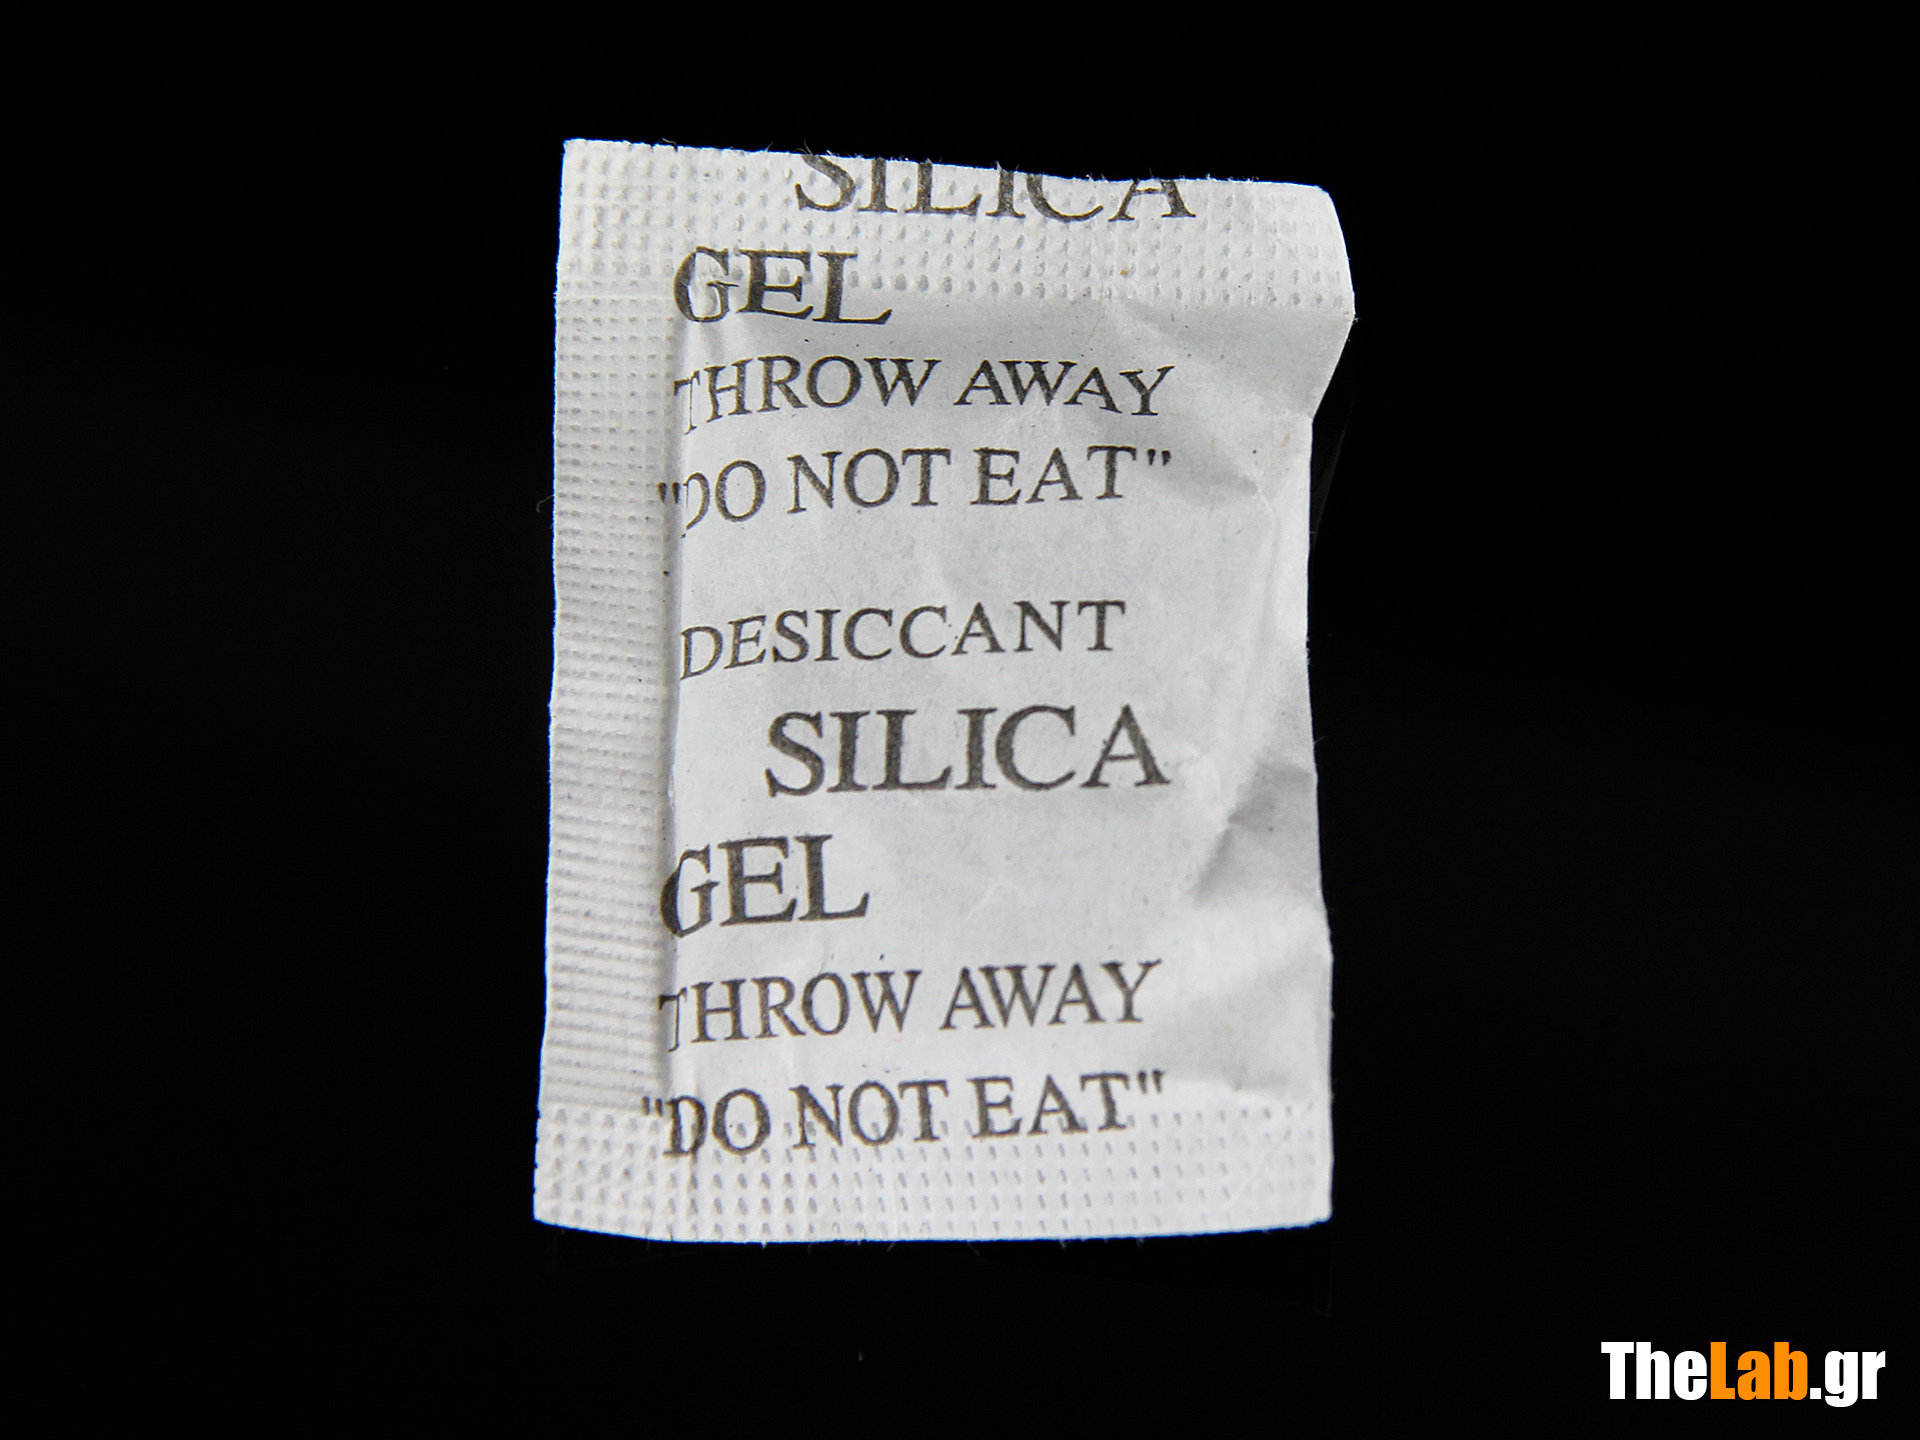 SILICA
GEL
THROW AWAY
"DO NOT EAT"
DESICCANT
SILICA
GEL
THROW AWAY
"DO NOT EAT"
TheLab.gr